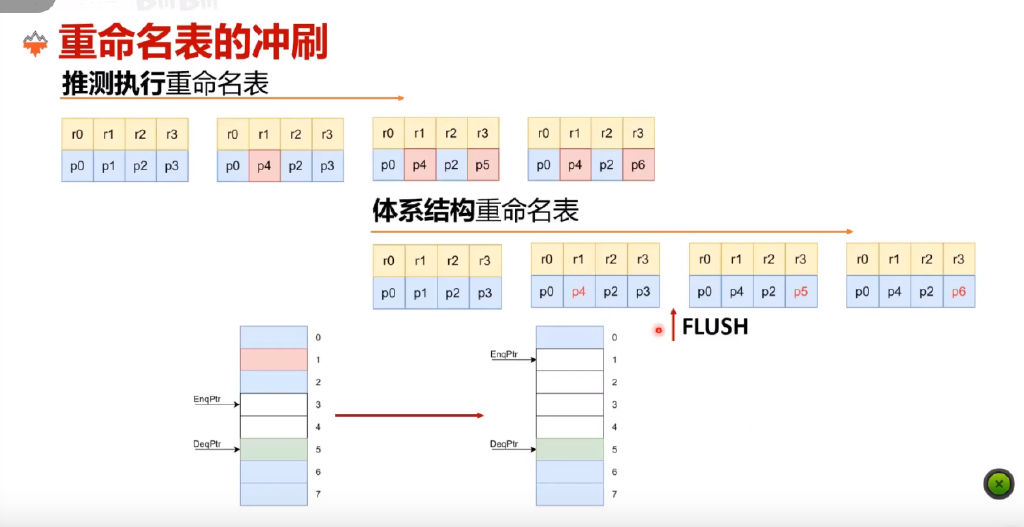 重命名表的冲刷
推测执行重命名表
r0 r1 r2 r3 r0 r1 r2 r3 r0 r1 r2 r3 r0 r1 r2 r3
p0 p1 p2 p3 p0 p4 p2 p3 p0 p4 p2 p5 p0 p4 p2 p6
体系结构重命名表
r0 r1 r2 r3 r0 r1 r2 r3 r0 r1 r2 r3 r0 r1 r2 r3
p0 p1 p2 p3 p0 p4 p2 p3 p0 p4 p2 p5 p0 p4 p2 p6
FLUSH
0 0
1 EnqPtr 1
2 2
EnqPtr 3 3
4 4
DeqPtr 5 DeqPtr 5
6 6
7 7